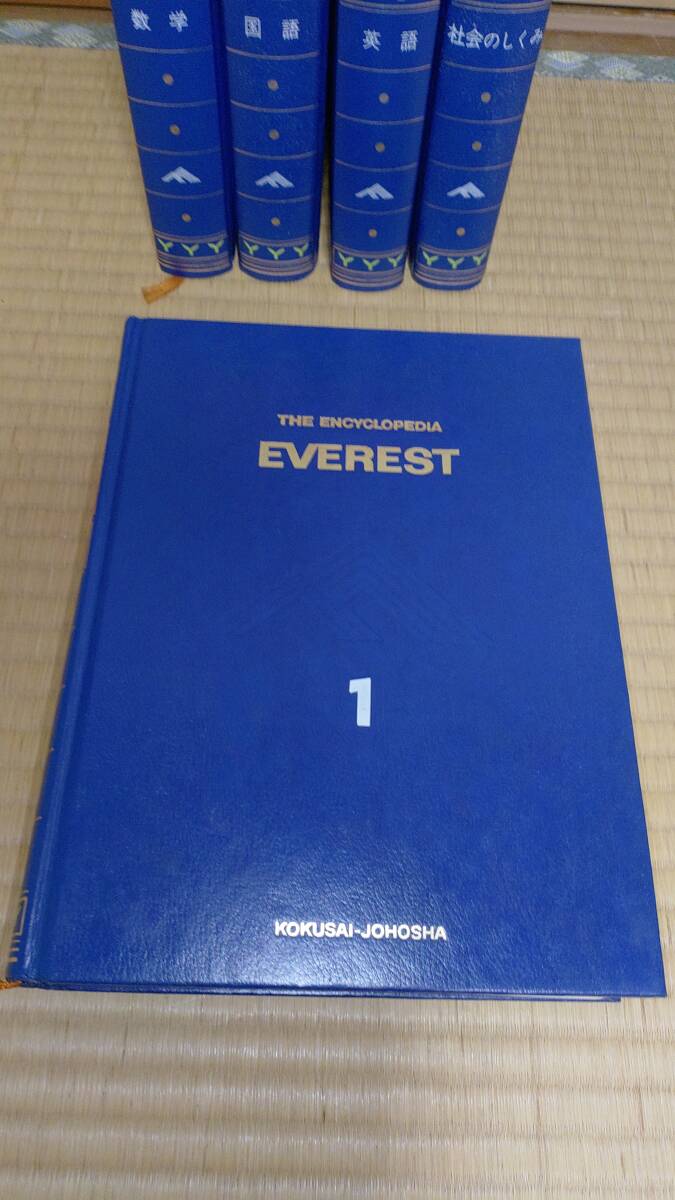 数学
国語
英語
社会のしくみ
THE ENCYCLOPEDIA
EVEREST
1
KOKUSAI-JOHOSHA